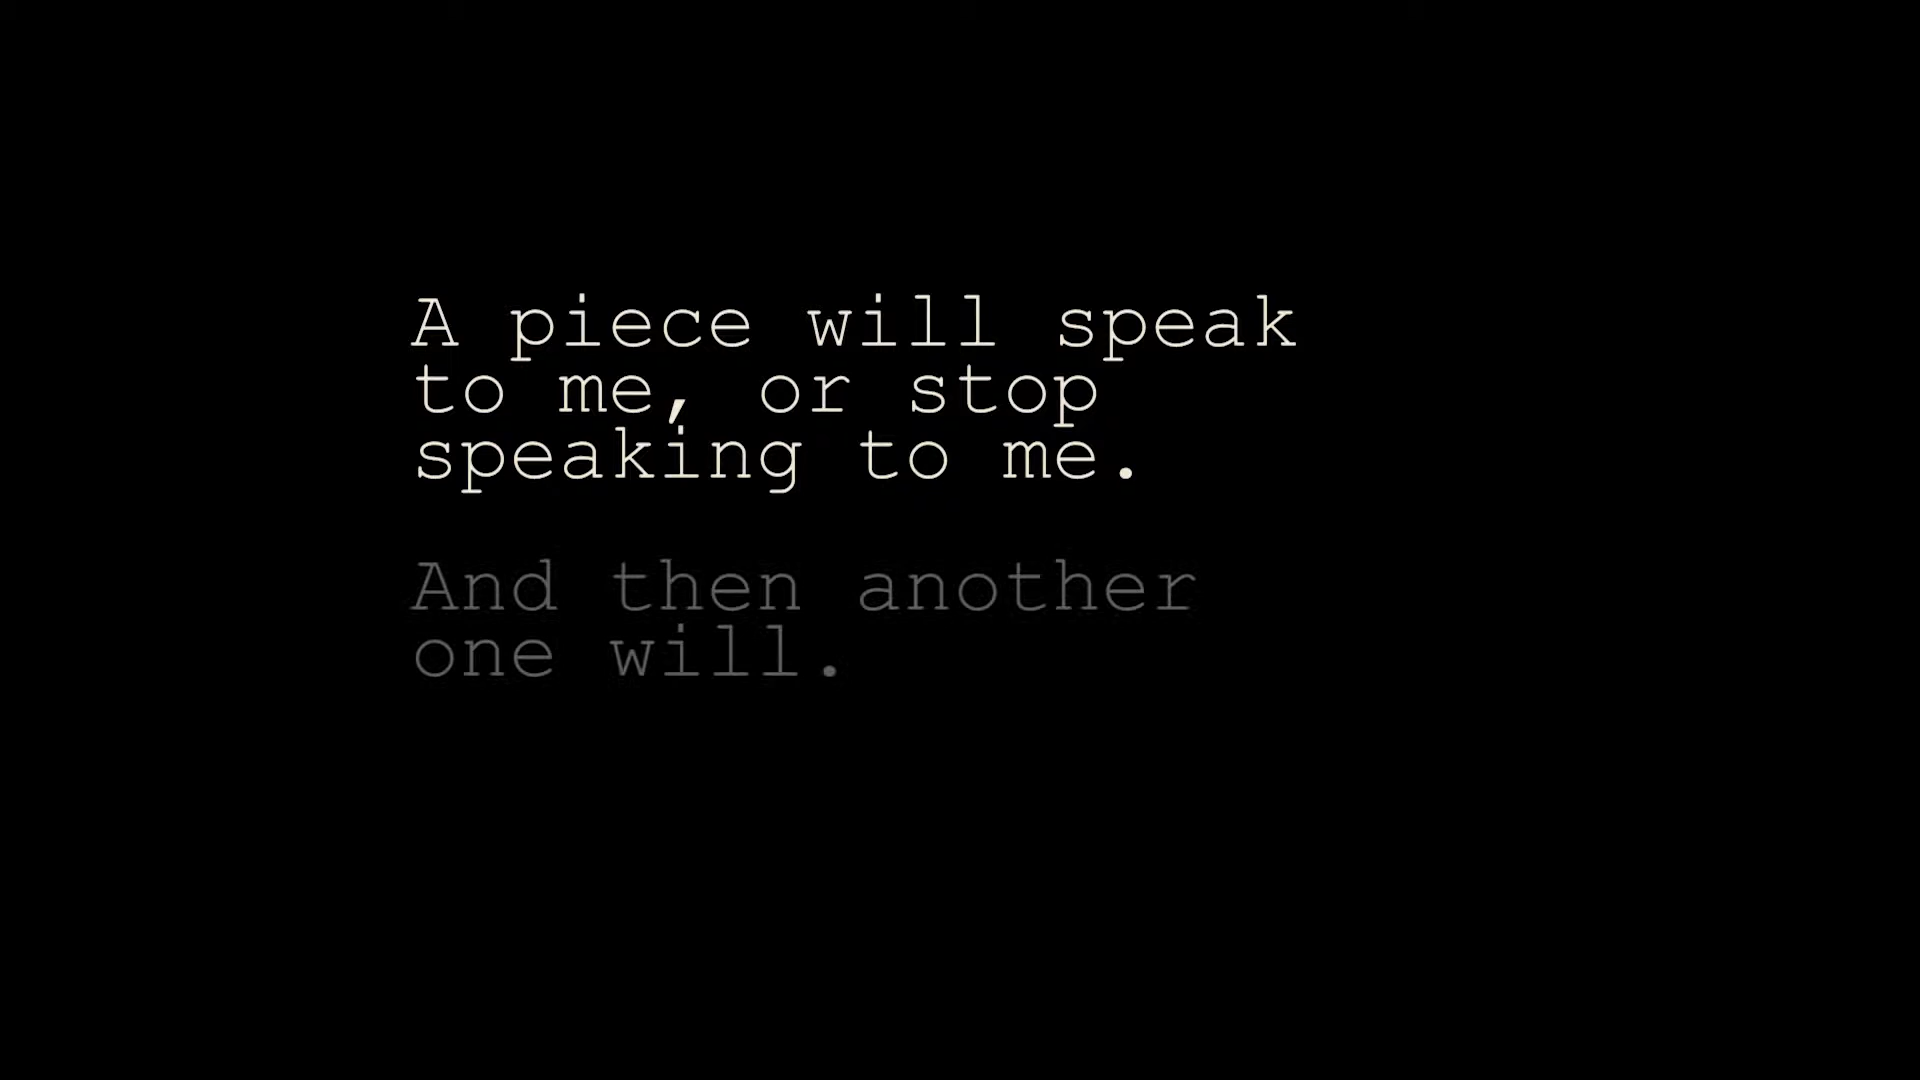 A piece will speak
to me, or stop
speaking to me.
And then another
one will.